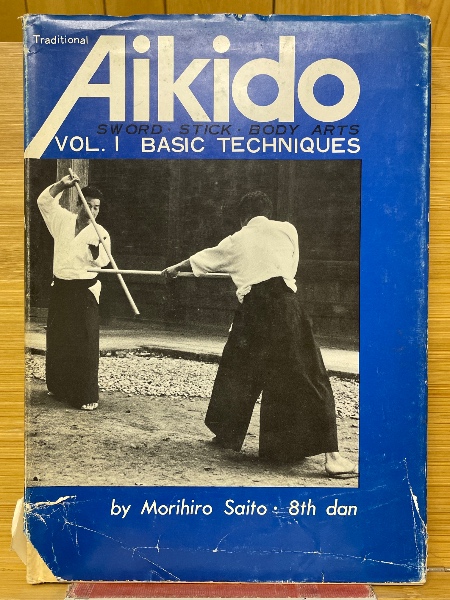 Traditional
Aikido
SWORD · STICK · BODY ARTS
VOL. I BASIC TECHNIQUES
by Morihiro Saito · 8th dan